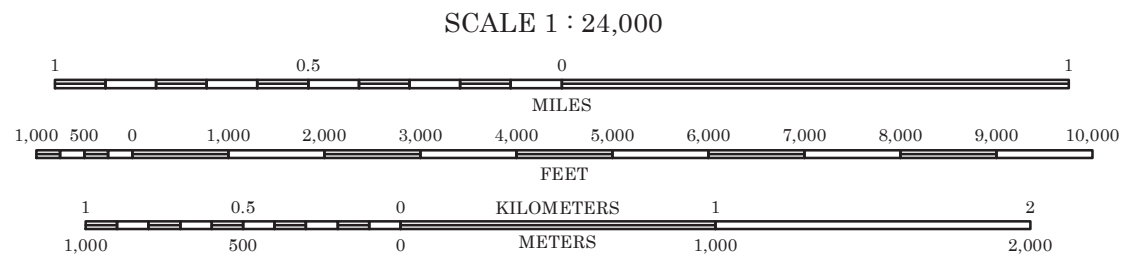 SCALE 1 : 24,000
1 0.5 0 1
MILES
1,000 500 0 1,000 2,000 3,000 4,000 5,000 6,000 7,000 8,000 9,000 10,000
FEET
1 0.5 0 KILOMETERS 1 2
1,000 500 0 METERS 1,000 2,000